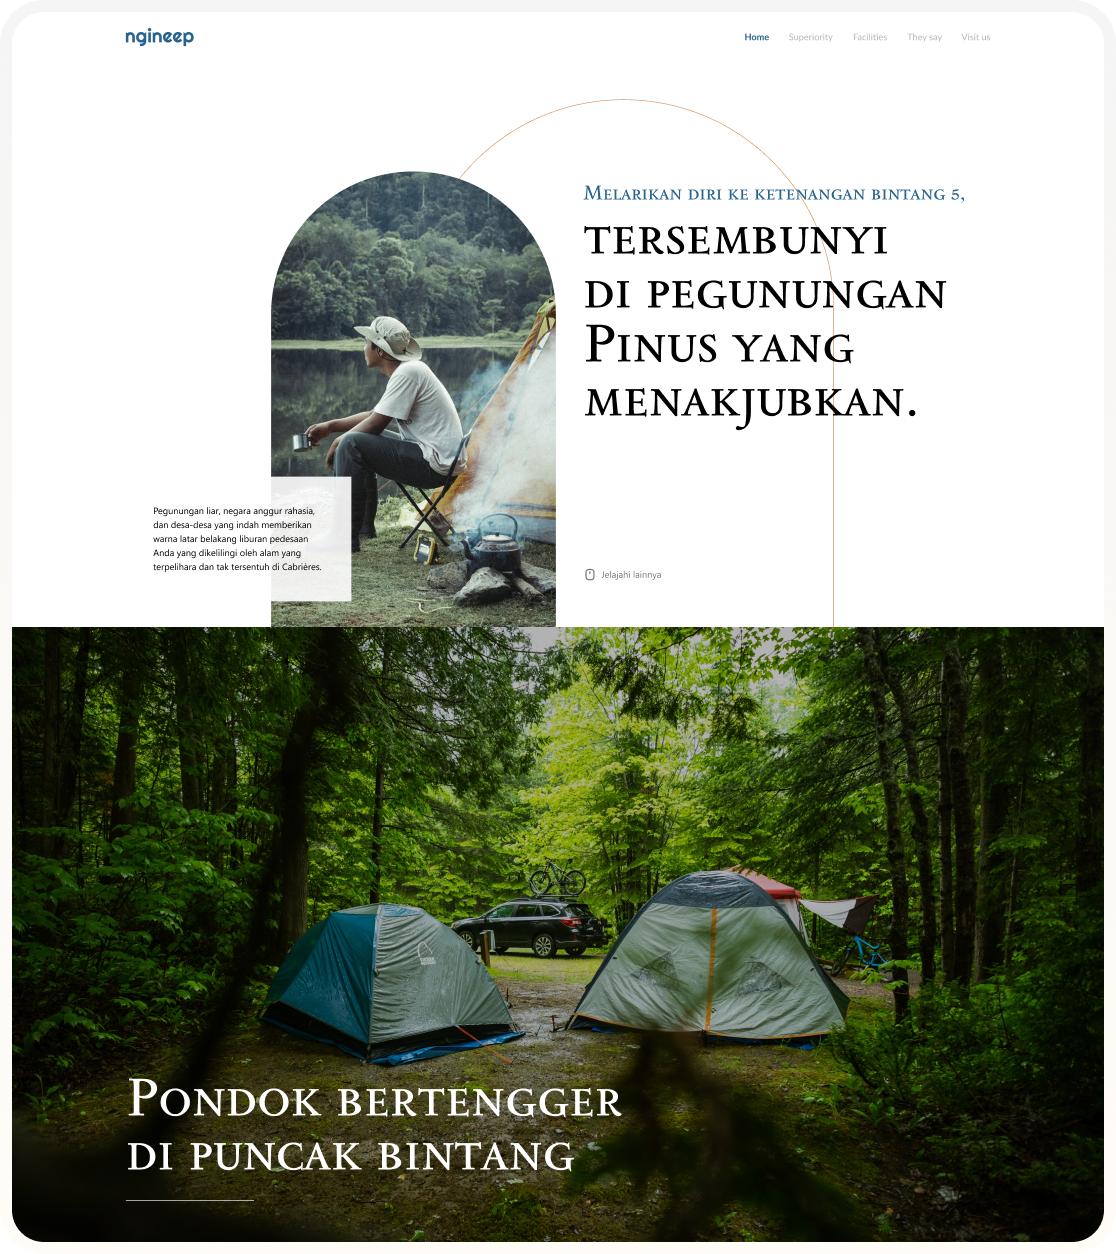 ngineep
Home Superiority Facilities They say Visit us
Melarikan diri ke ketenangan bintang 5,
tersembunyi
di pegunungan
Pinus yang
menakjubkan.
Pegunungan liar, negara anggur rahasia,
dan desa-desa yang indah memberikan
warna latar belakang liburan pedesaan
Anda yang dikelilingi oleh alam yang
terpelihara dan tak tersentuh di Cabrières.
Jelajahi lainnya
Pondok bertengger
di puncak bintang